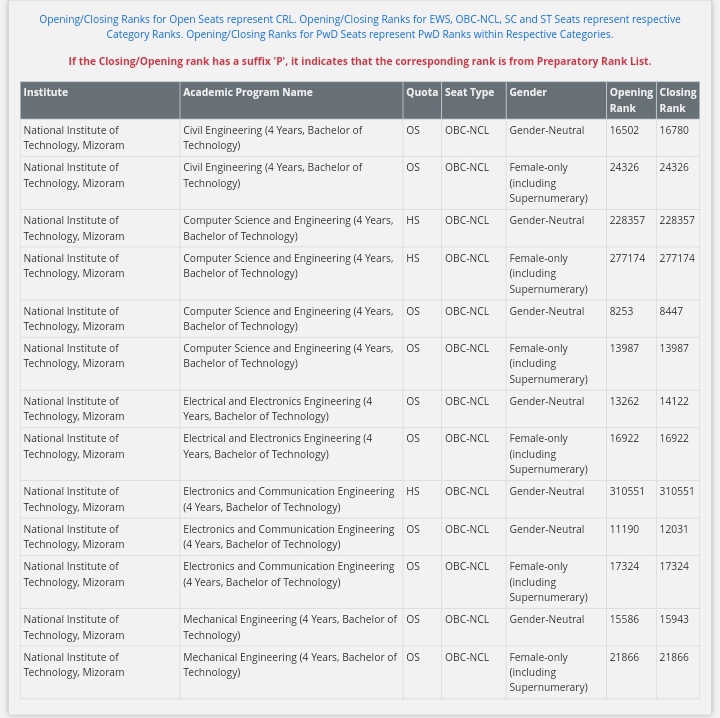 Opening/Closing Ranks for Open Seats represent CRL. Opening/Closing Ranks for EWS, OBC-NCL, SC and ST Seats represent respective
Category Ranks. Opening/Closing Ranks for PwD Seats represent PwD Ranks within Respective Categories.
If the Closing/Opening rank has a suffix 'P', it indicates that the corresponding rank is from Preparatory Rank List.
Institute Academic Program Name Quota Seat Type Gender Opening Closing
Rank Rank
National Institute of Civil Engineering (4 Years, Bachelor of OS OBC-NCL Gender-Neutral 16502 16780
Technology, Mizoram Technology)
National Institute of Civil Engineering (4 Years, Bachelor of OS OBC-NCL Female-only 24326 24326
Technology, Mizoram Technology) (including
Supernumerary)
National Institute of Computer Science and Engineering (4 Years, HS OBC-NCL Gender-Neutral 228357 228357
Technology, Mizoram Bachelor of Technology)
National Institute of Computer Science and Engineering (4 Years, HS OBC-NCL Female-only 277174 277174
Technology, Mizoram Bachelor of Technology) (including
Supernumerary)
National Institute of Computer Science and Engineering (4 Years, OS OBC-NCL Gender-Neutral 8253 8447
Technology, Mizoram Bachelor of Technology)
National Institute of Computer Science and Engineering (4 Years, OS OBC-NCL Female-only 13987 13987
Technology, Mizoram Bachelor of Technology) (including
Supernumerary)
National Institute of Electrical and Electronics Engineering (4 OS OBC-NCL Gender-Neutral 13262 14122
Technology, Mizoram Years, Bachelor of Technology)
National Institute of Electrical and Electronics Engineering (4 OS OBC-NCL Female-only 16922 16922
Technology, Mizoram Years, Bachelor of Technology) (including
Supernumerary)
National Institute of Electronics and Communication Engineering HS OBC-NCL Gender-Neutral 310551 310551
Technology, Mizoram (4 Years, Bachelor of Technology)
National Institute of Electronics and Communication Engineering OS OBC-NCL Gender-Neutral 11190 12031
Technology, Mizoram (4 Years, Bachelor of Technology)
National Institute of Electronics and Communication Engineering OS OBC-NCL Female-only 17324 17324
Technology, Mizoram (4 Years, Bachelor of Technology) (including
Supernumerary)
National Institute of Mechanical Engineering (4 Years, Bachelor of OS OBC-NCL Gender-Neutral 15586 15943
Technology, Mizoram Technology)
National Institute of Mechanical Engineering (4 Years, Bachelor of OS OBC-NCL Female-only 21866 21866
Technology, Mizoram Technology) (including
Supernumerary)